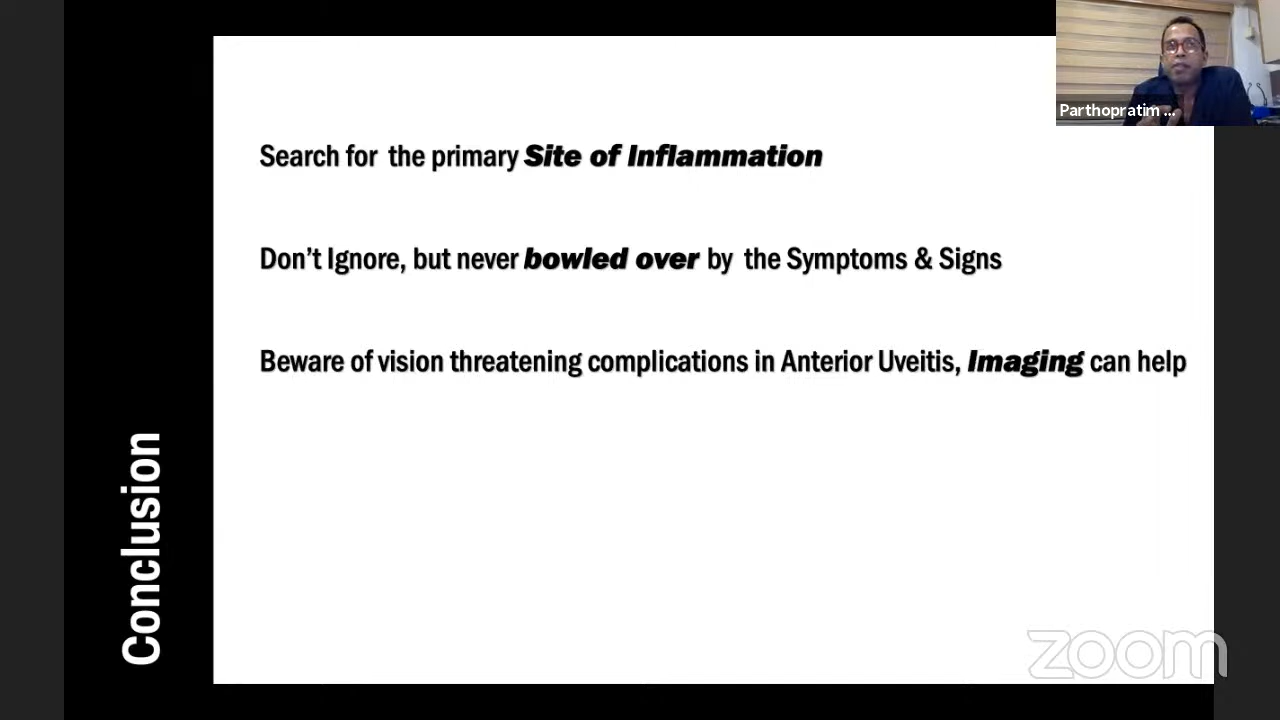 Parthopratim ...
Search for the primary Site of Inflammation
Don't Ignore, but never bowled over by the Symptoms & Signs
Beware of vision threatening complications in Anterior Uveitis, Imaging can help
Conclusion
zoom